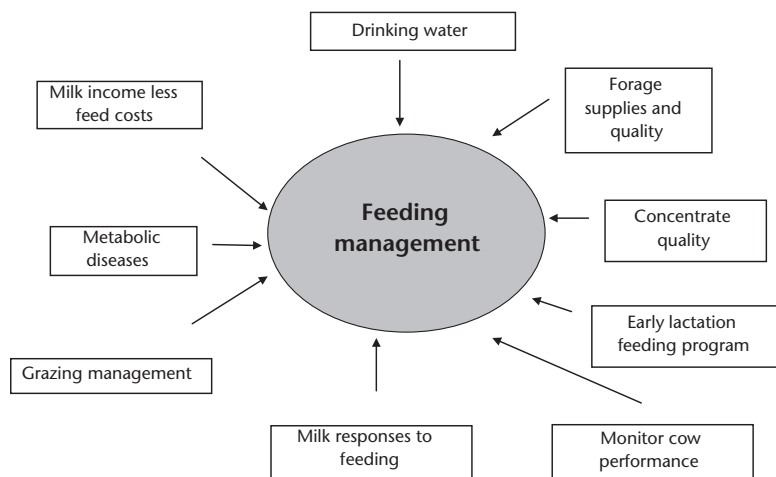 Drinking water
Milk income less
feed costs
Forage
supplies and
quality
Feeding
management
Concentrate
quality
Metabolic
diseases
Early lactation
feeding program
Grazing management
Milk responses to
feeding
Monitor cow
performance